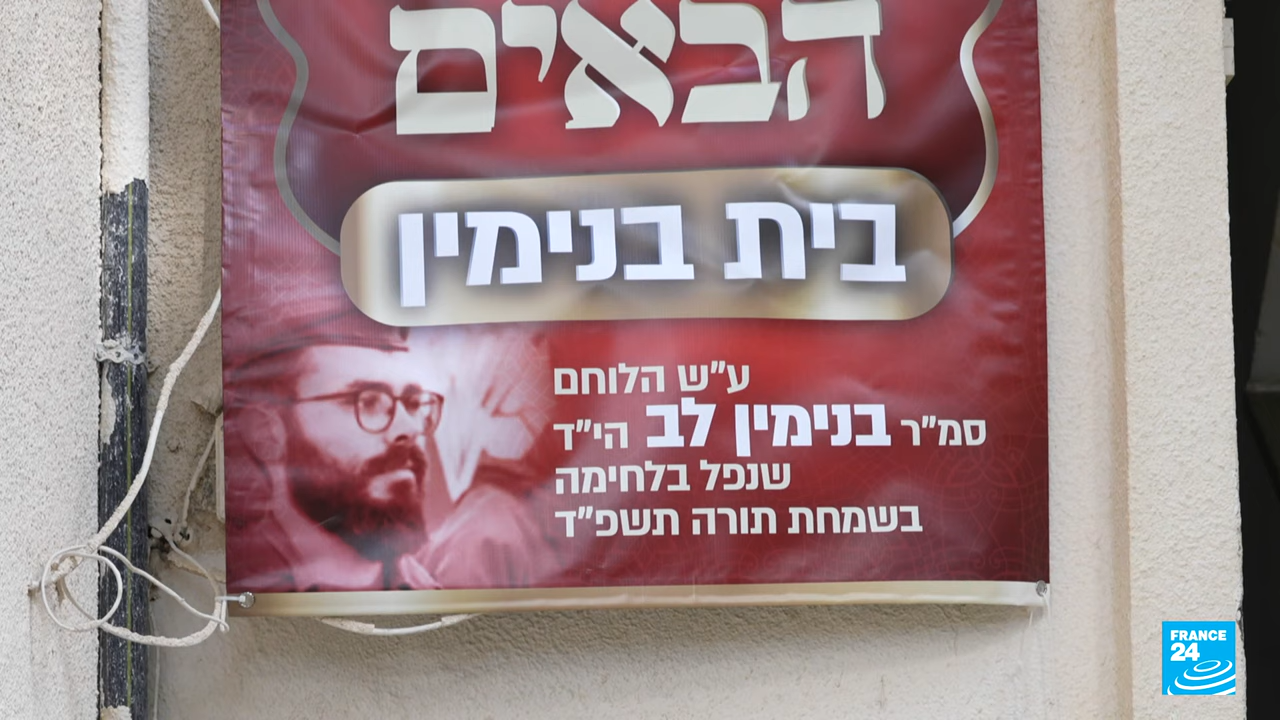 הבאים
בית בנימין
ע"ש הלוחם
סמ"ר בנימין לב הי"ד
שנפל בלחימה
בשמחת תורה תשפ"ד
FRANCE
24